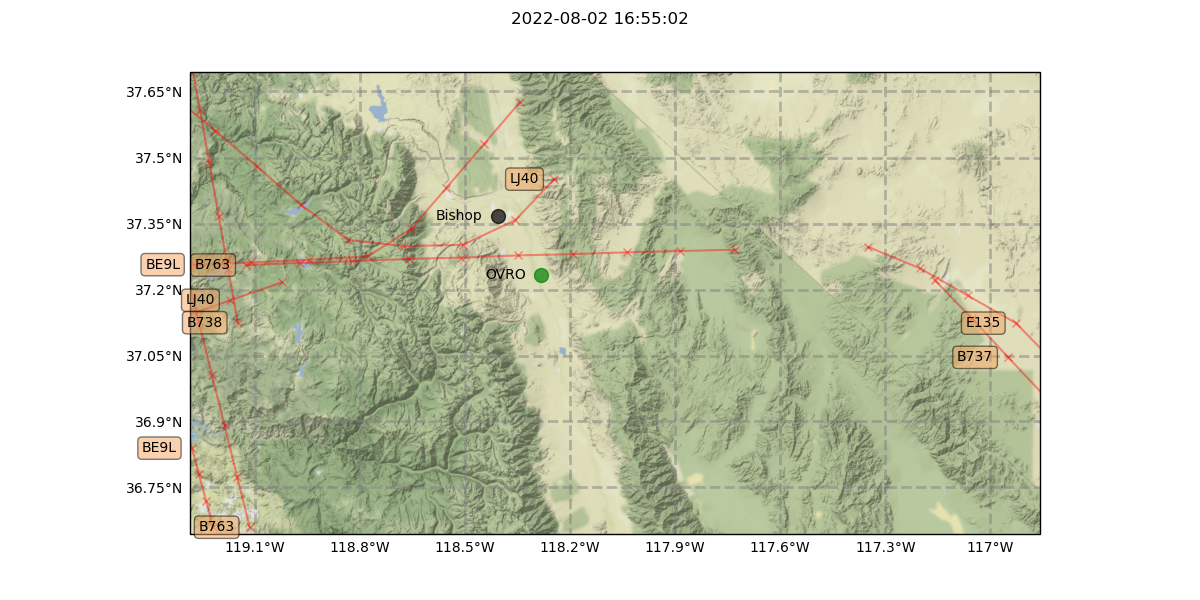 2022-08-02 16:55:02
37.65°N
37.5°N
LJ40
Bishop
37.35°N
BE9L
B763
OVRO
37.2°N
LJ40
B738
E135
37.05°N
B737
36.9°N
BE9L
36.75°N
B763
119.1°W
118.8°W
118.5°W
118.2°W
117.9°W
117.6°W
117.3°W
117°W